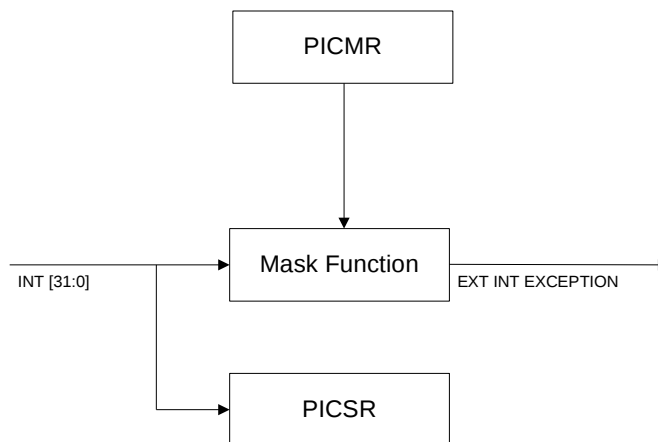 PICMR
Mask Function
INT [31:0]
EXT INT EXCEPTION
PICSR